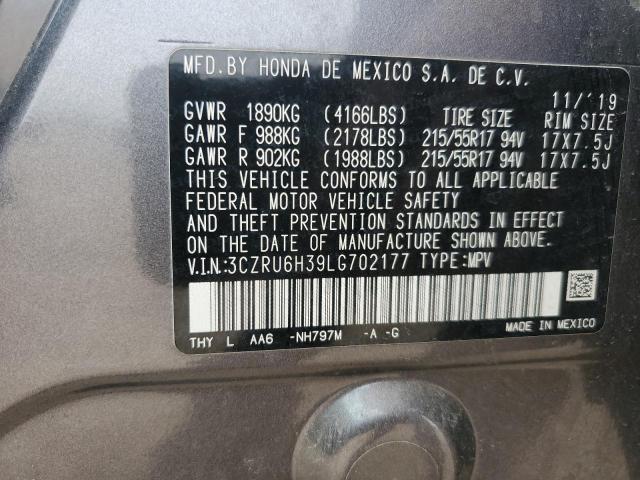 MFD.BY HONDA DE MEXICO S.A. DE C.V.
11/'19
GVWR 1890KG (4166LBS) TIRE SIZE RIM SIZE
GAWR F 988KG (2178LBS) 215/55R17 94V 17X7.5J
GAWR R 902KG (1988LBS) 215/55R17 94V 17X7.5J
THIS VEHICLE CONFORMS TO ALL APPLICABLE
FEDERAL MOTOR VEHICLE SAFETY
AND THEFT PREVENTION STANDARDS IN EFFECT
ON THE DATE OF MANUFACTURE SHOWN ABOVE.
V.I.N.:3CZRU6H39LG702177 TYPE:MPV
THY L AA6 -NH797M -A -G
MADE IN MEXICO